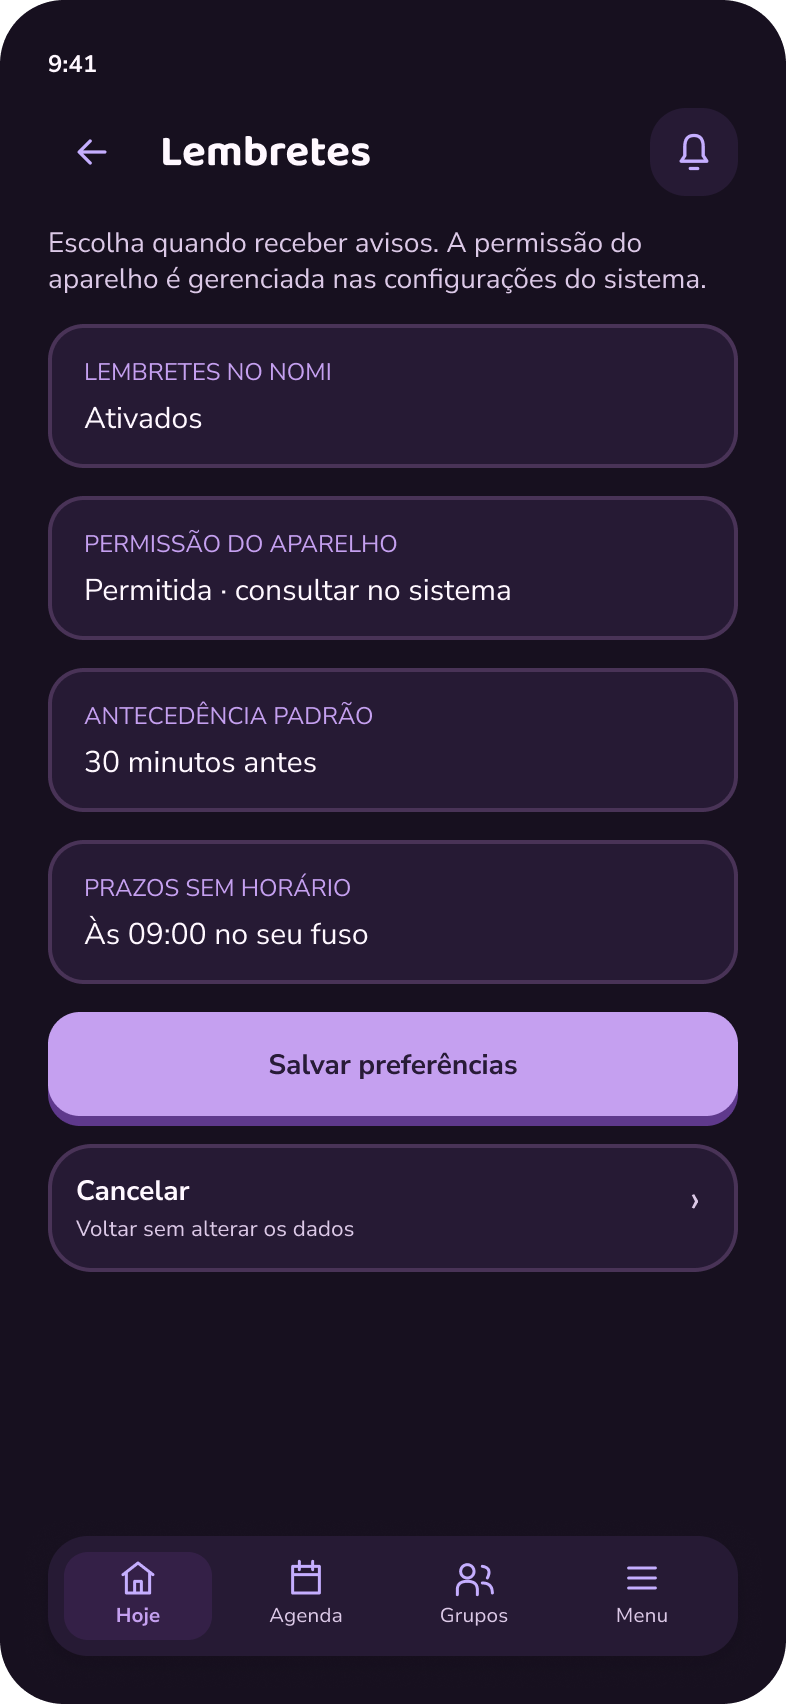 9:41
Lembretes
Escolha quando receber avisos. A permissão do
aparelho é gerenciada nas configurações do sistema.
LEMBRETES NO NOMI
Ativados
PERMISSÃO DO APARELHO
Permitida · consultar no sistema
ANTECEDÊNCIA PADRÃO
30 minutos antes
PRAZOS SEM HORÁRIO
Às 09:00 no seu fuso
Salvar preferências
Cancelar
Voltar sem alterar os dados
Hoje
Agenda
Grupos
Menu